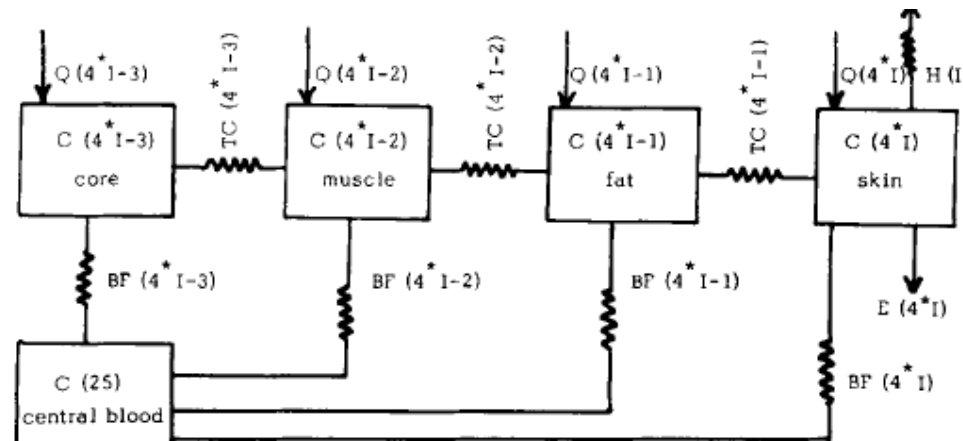 Q (4*I-3)
TC (4*I-3)
Q (4*I-2)
TC (4*I-2)
Q (4*I-1)
TC (4*I-1)
Q (4*I)
H (I
C (4*I-3)
core
C (4*I-2)
muscle
C (4*I-1)
fat
C (4*I)
skin
BF (4*I-3)
BF (4*I-2)
BF (4*I-1)
E (4*I)
BF (4*I)
C (25)
central blood